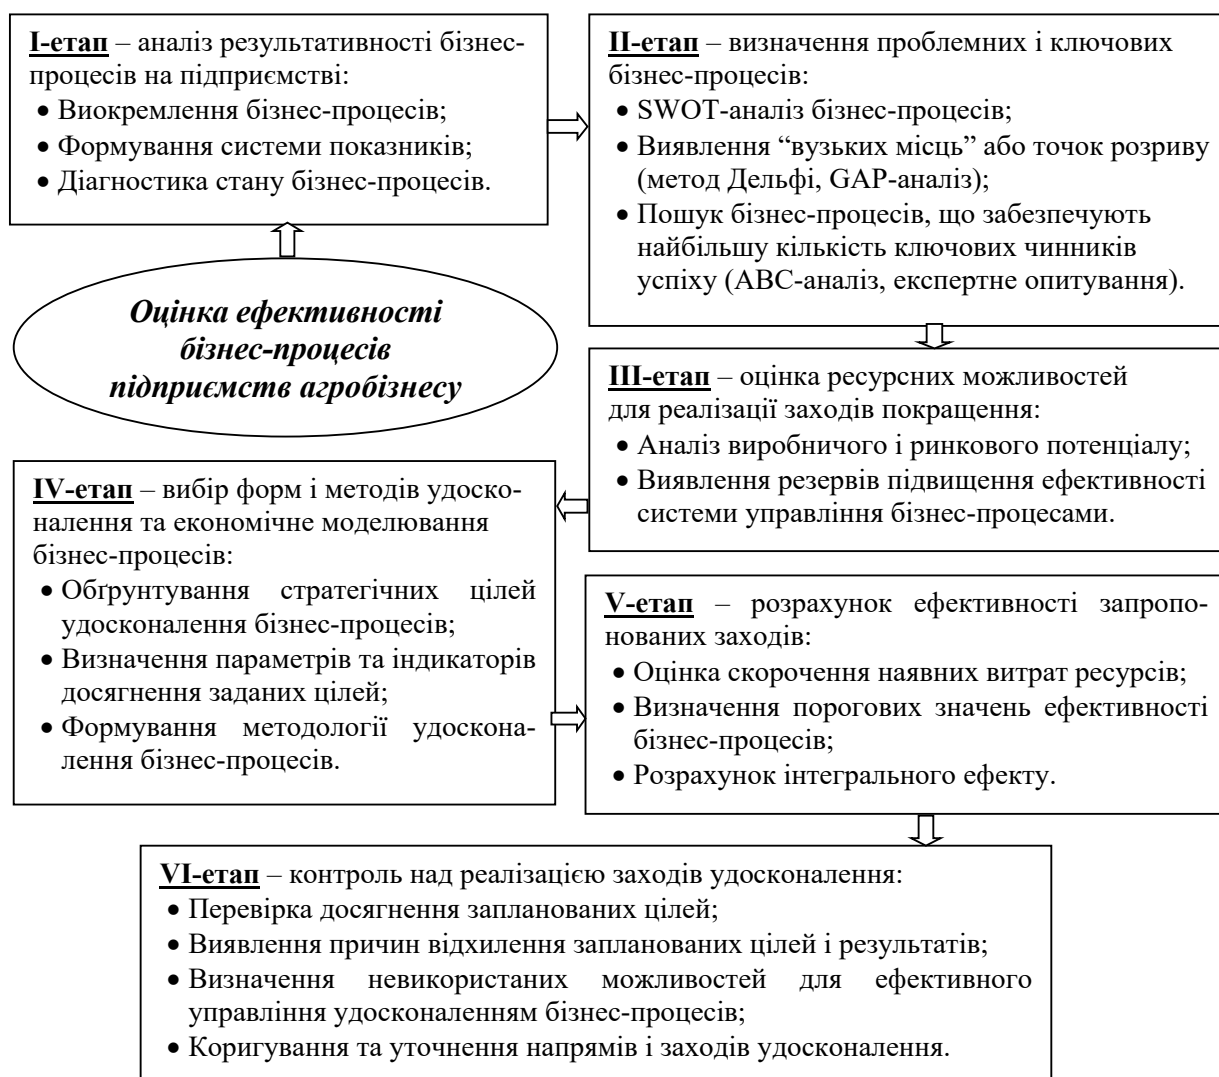 I-етап – аналіз результативності бізнес-
процесів на підприємстві:
• Виокремлення бізнес-процесів;
• Формування системи показників;
• Діагностика стану бізнес-процесів.
II-етап – визначення проблемних і ключових
бізнес-процесів:
• SWOT-аналіз бізнес-процесів;
• Виявлення “вузьких місць” або точок розриву
(метод Дельфі, GAP-аналіз);
• Пошук бізнес-процесів, що забезпечують
найбільшу кількість ключових чинників
успіху (АВС-аналіз, експертне опитування).
Оцінка ефективності
бізнес-процесів
підприємств агробізнесу
III-етап – оцінка ресурсних можливостей
для реалізації заходів покращення:
• Аналіз виробничого і ринкового потенціалу;
• Виявлення резервів підвищення ефективності
системи управління бізнес-процесами.
IV-етап – вибір форм і методів удоско-
налення та економічне моделювання
бізнес-процесів:
• Обґрунтування стратегічних цілей
удосконалення бізнес-процесів;
• Визначення параметрів та індикаторів
досягнення заданих цілей;
• Формування методології удоскона-
лення бізнес-процесів.
V-етап – розрахунок ефективності запропо-
нованих заходів:
• Оцінка скорочення наявних витрат ресурсів;
• Визначення порогових значень ефективності
бізнес-процесів;
• Розрахунок інтегрального ефекту.
VI-етап – контроль над реалізацією заходів удосконалення:
• Перевірка досягнення запланованих цілей;
• Виявлення причин відхилення запланованих цілей і результатів;
• Визначення невикористаних можливостей для ефективного
управління удосконаленням бізнес-процесів;
• Коригування та уточнення напрямів і заходів удосконалення.